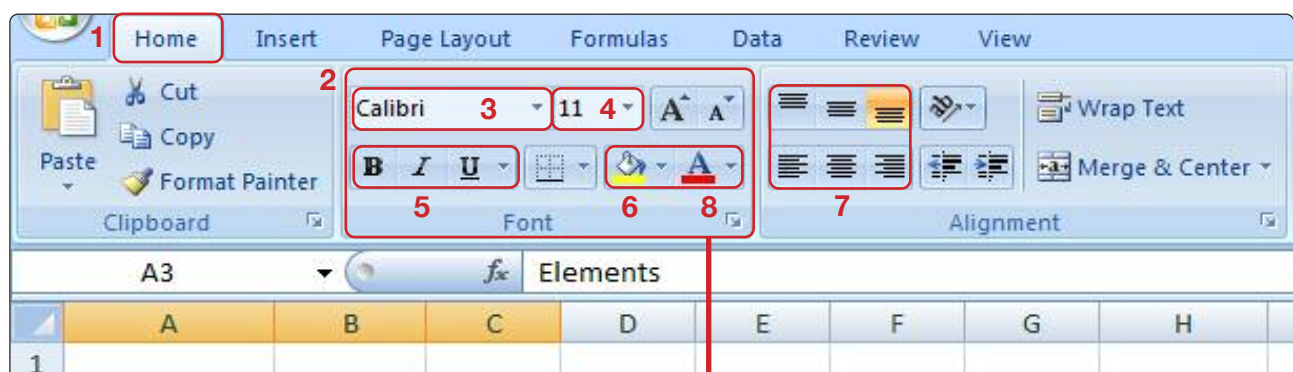 1 Home Insert Page Layout Formulas Data Review View
2
Cut
Copy
Format Painter
Paste
Clipboard
Calibri 3 11 4 A A
B I U A
5 6 8
Font
Wrap Text
Merge & Center
7
Alignment
A3 fx Elements
A B C D E F G H
1